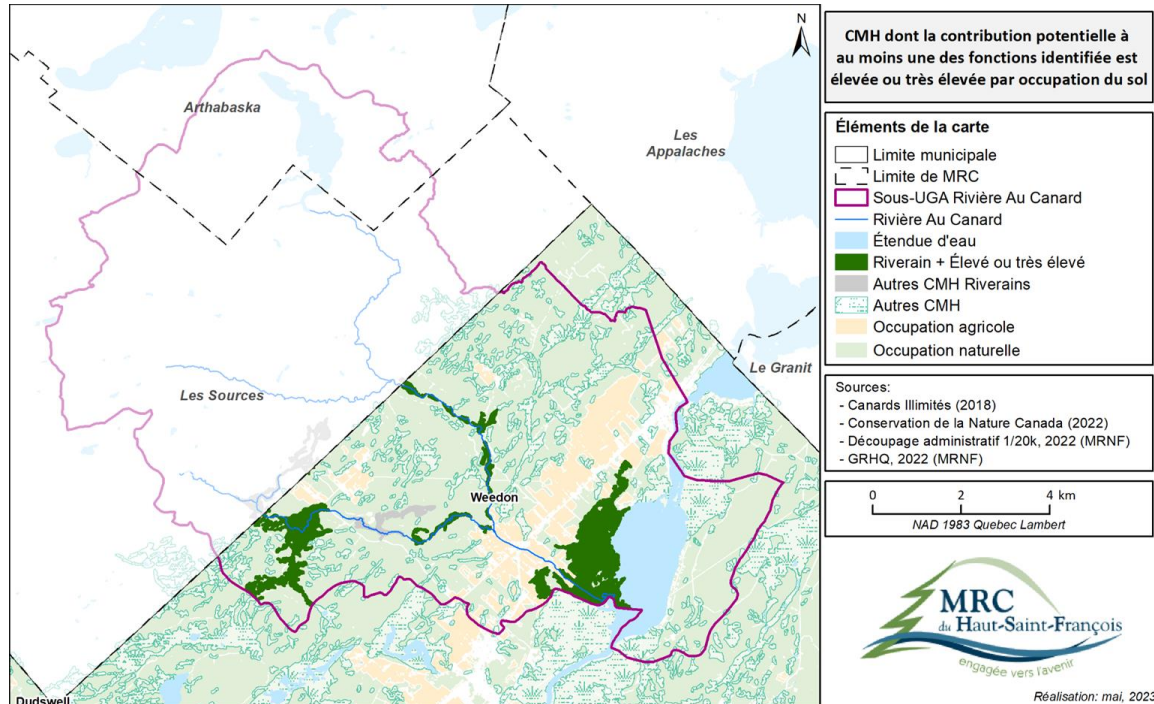 N
Arthabaska
Les
Appalaches
Le Granit
Les Sources
Weedon
Dudswell
CMH dont la contribution potentielle à
au moins une des fonctions identifiée est
élevée ou très élevée par occupation du sol
Éléments de la carte
Limite municipale
Limite de MRC
Sous-UGA Rivière Au Canard
Rivière Au Canard
Étendue d'eau
Riverain + Élevé ou très élevé
Autres CMH Riverains
Autres CMH
Occupation agricole
Occupation naturelle
Sources:
- Canards Illimités (2018)
- Conservation de la Nature Canada (2022)
- Découpage administratif 1/20k, 2022 (MRNF)
- GRHQ, 2022 (MRNF)
0 2 4 km
NAD 1983 Quebec Lambert
MRC
du Haut-Saint-François
engagée vers l'avenir
Réalisation: mai, 2023